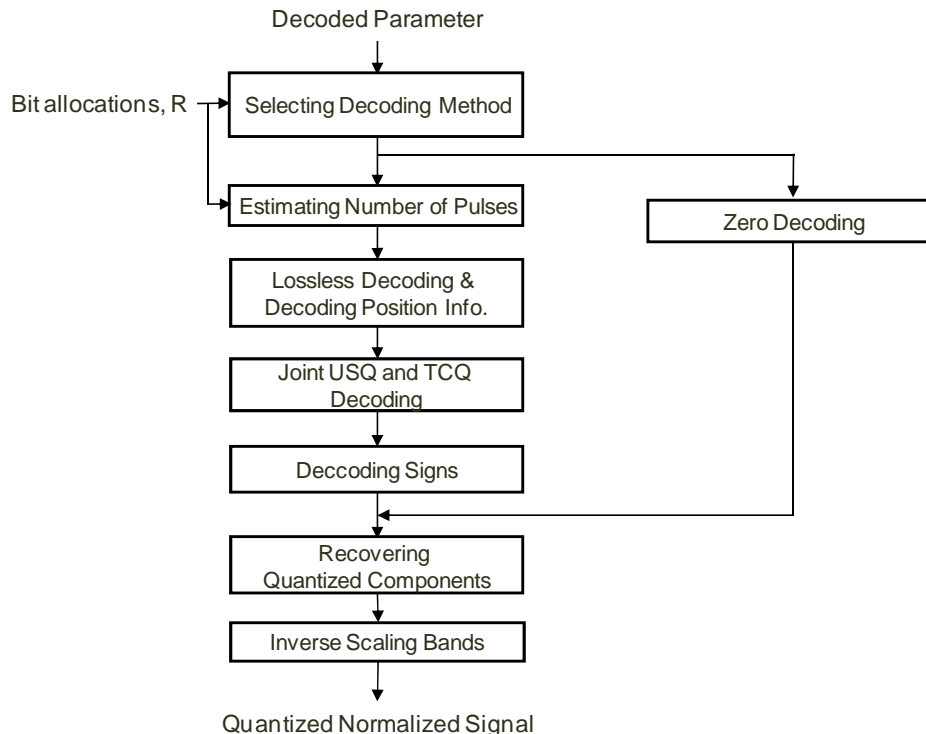 Decoded Parameter
Bit allocations, R
Selecting Decoding Method
Estimating Number of Pulses
Zero Decoding
Lossless Decoding &
Decoding Position Info.
Joint USQ and TCQ
Decoding
Deccoding Signs
Recovering
Quantized Components
Inverse Scaling Bands
Quantized Normalized Signal